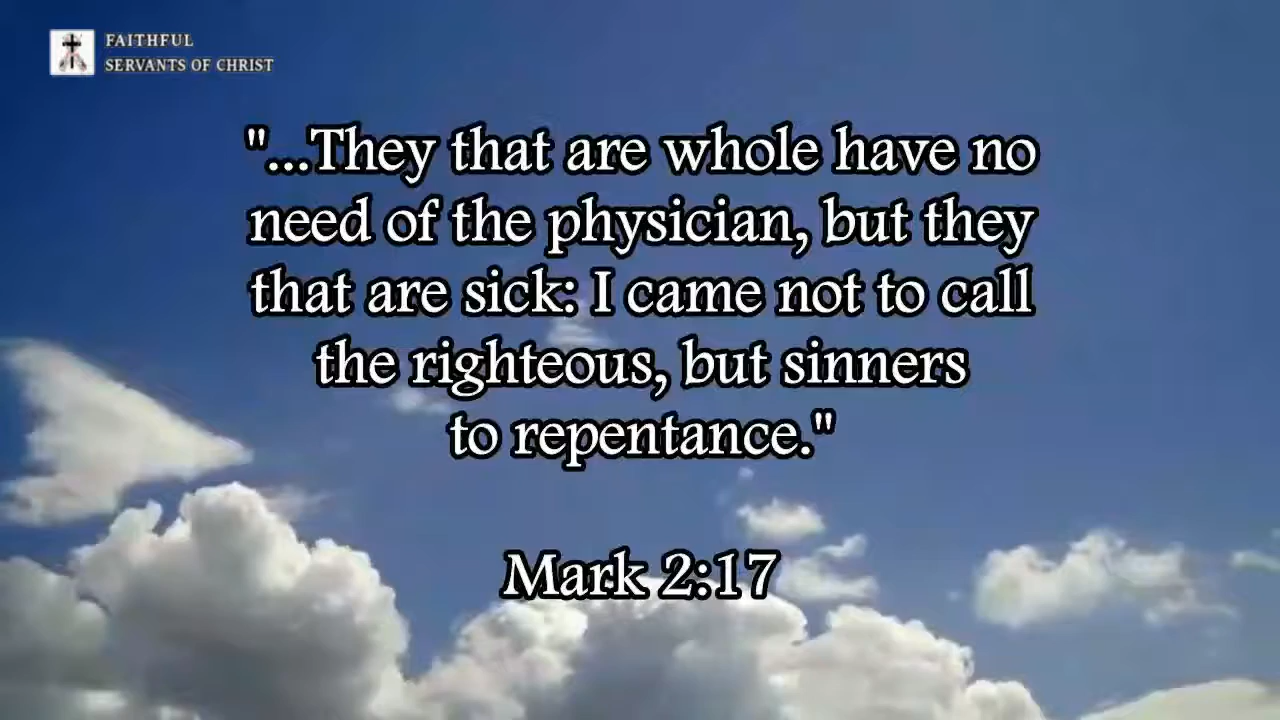 FAITHFUL
SERVANTS OF CHRIST
"...They that are whole have no
need of the physician, but they
that are sick: I came not to call
the righteous, but sinners
to repentance."
Mark 2:17